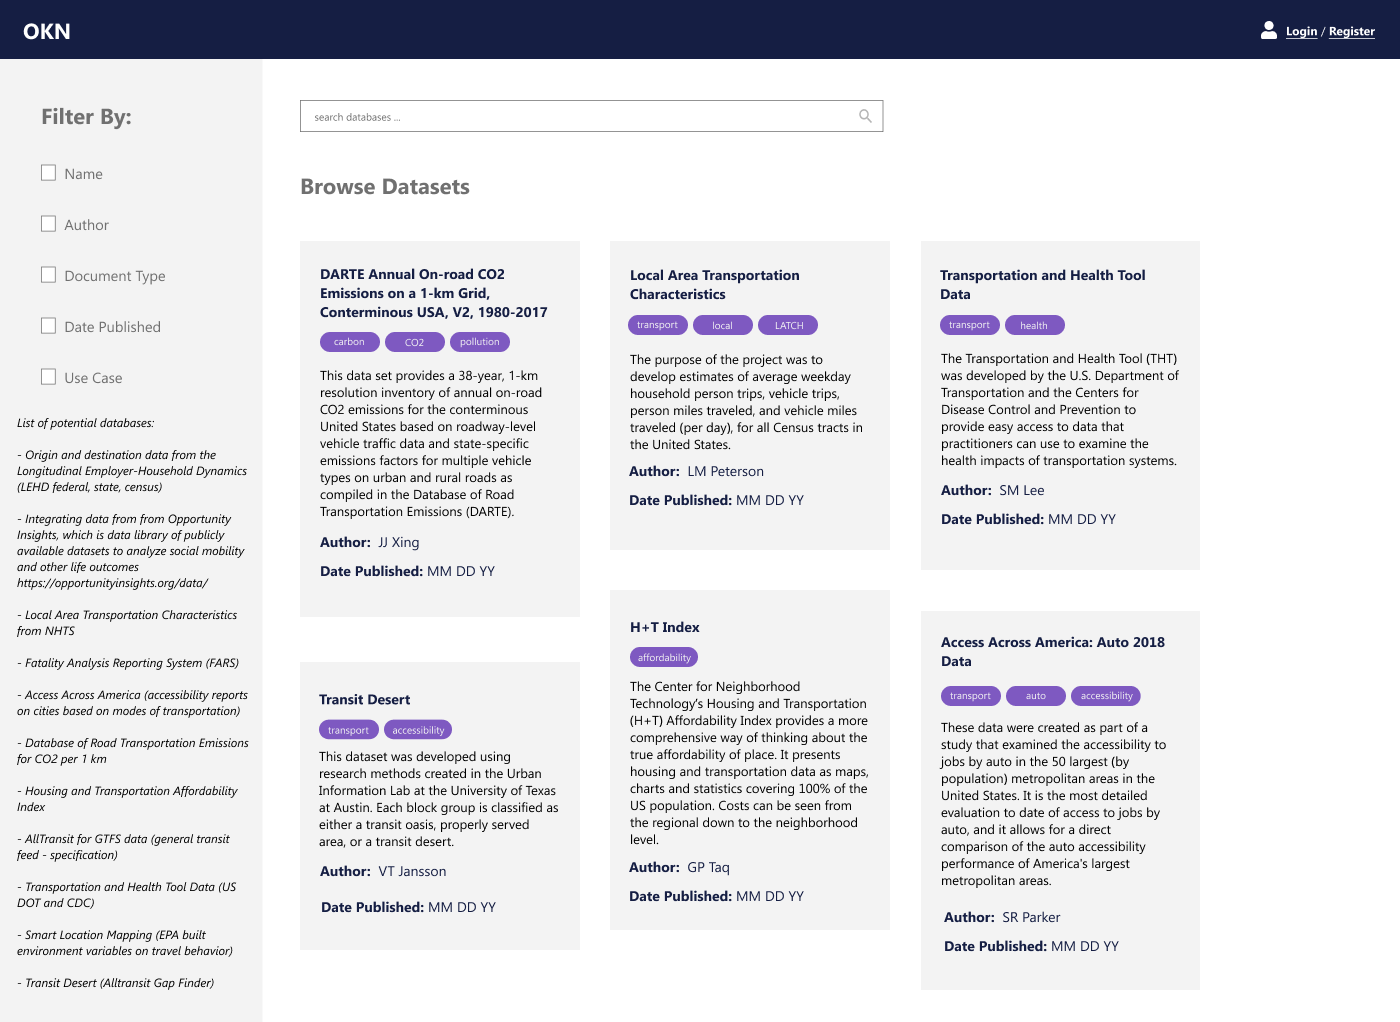 OKN
Login / Register
Filter By:
Name
Author
Document Type
Date Published
Use Case
List of potential databases:
- Origin and destination data from the
Longitudinal Employer-Household Dynamics
(LEHD federal, state, census)
- Integrating data from from Opportunity
Insights, which is data library of publicly
available datasets to analyze social mobility
and other life outcomes
https://opportunityinsights.org/data/
- Local Area Transportation Characteristics
from NHTS
- Fatality Analysis Reporting System (FARS)
- Access Across America (accessibility reports
on cities based on modes of transportation)
- Database of Road Transportation Emissions
for CO2 per 1 km
- Housing and Transportation Affordability
Index
- AllTransit for GTFS data (general transit
feed - specification)
- Transportation and Health Tool Data (US
DOT and CDC)
- Smart Location Mapping (EPA built
environment variables on travel behavior)
- Transit Desert (Alltransit Gap Finder)
search databases ...
Browse Datasets
DARTE Annual On-road CO2
Emissions on a 1-km Grid,
Conterminous USA, V2, 1980-2017
carbon CO2 pollution
This data set provides a 38-year, 1-km
resolution inventory of annual on-road
CO2 emissions for the conterminous
United States based on roadway-level
vehicle traffic data and state-specific
emissions factors for multiple vehicle
types on urban and rural roads as
compiled in the Database of Road
Transportation Emissions (DARTE).
Author: JJ Xing
Date Published: MM DD YY
Local Area Transportation
Characteristics
transport local LATCH
The purpose of the project was to
develop estimates of average weekday
household person trips, vehicle trips,
person miles traveled, and vehicle miles
traveled (per day), for all Census tracts in
the United States.
Author: LM Peterson
Date Published: MM DD YY
Transportation and Health Tool
Data
transport health
The Transportation and Health Tool (THT)
was developed by the U.S. Department of
Transportation and the Centers for
Disease Control and Prevention to
provide easy access to data that
practitioners can use to examine the
health impacts of transportation systems.
Author: SM Lee
Date Published: MM DD YY
Transit Desert
transport accessibility
This dataset was developed using
research methods created in the Urban
Information Lab at the University of Texas
at Austin. Each block group is classified as
either a transit oasis, properly served
area, or a transit desert.
Author: VT Jansson
Date Published: MM DD YY
H+T Index
affordability
The Center for Neighborhood
Technology's Housing and Transportation
(H+T) Affordability Index provides a more
comprehensive way of thinking about the
true affordability of place. It presents
housing and transportation data as maps,
charts and statistics covering 100% of the
US population. Costs can be seen from
the regional down to the neighborhood
level.
Author: GP Taq
Date Published: MM DD YY
Access Across America: Auto 2018
Data
transport auto accessibility
These data were created as part of a
study that examined the accessibility to
jobs by auto in the 50 largest (by
population) metropolitan areas in the
United States. It is the most detailed
evaluation to date of access to jobs by
auto, and it allows for a direct
comparison of the auto accessibility
performance of America's largest
metropolitan areas.
Author: SR Parker
Date Published: MM DD YY